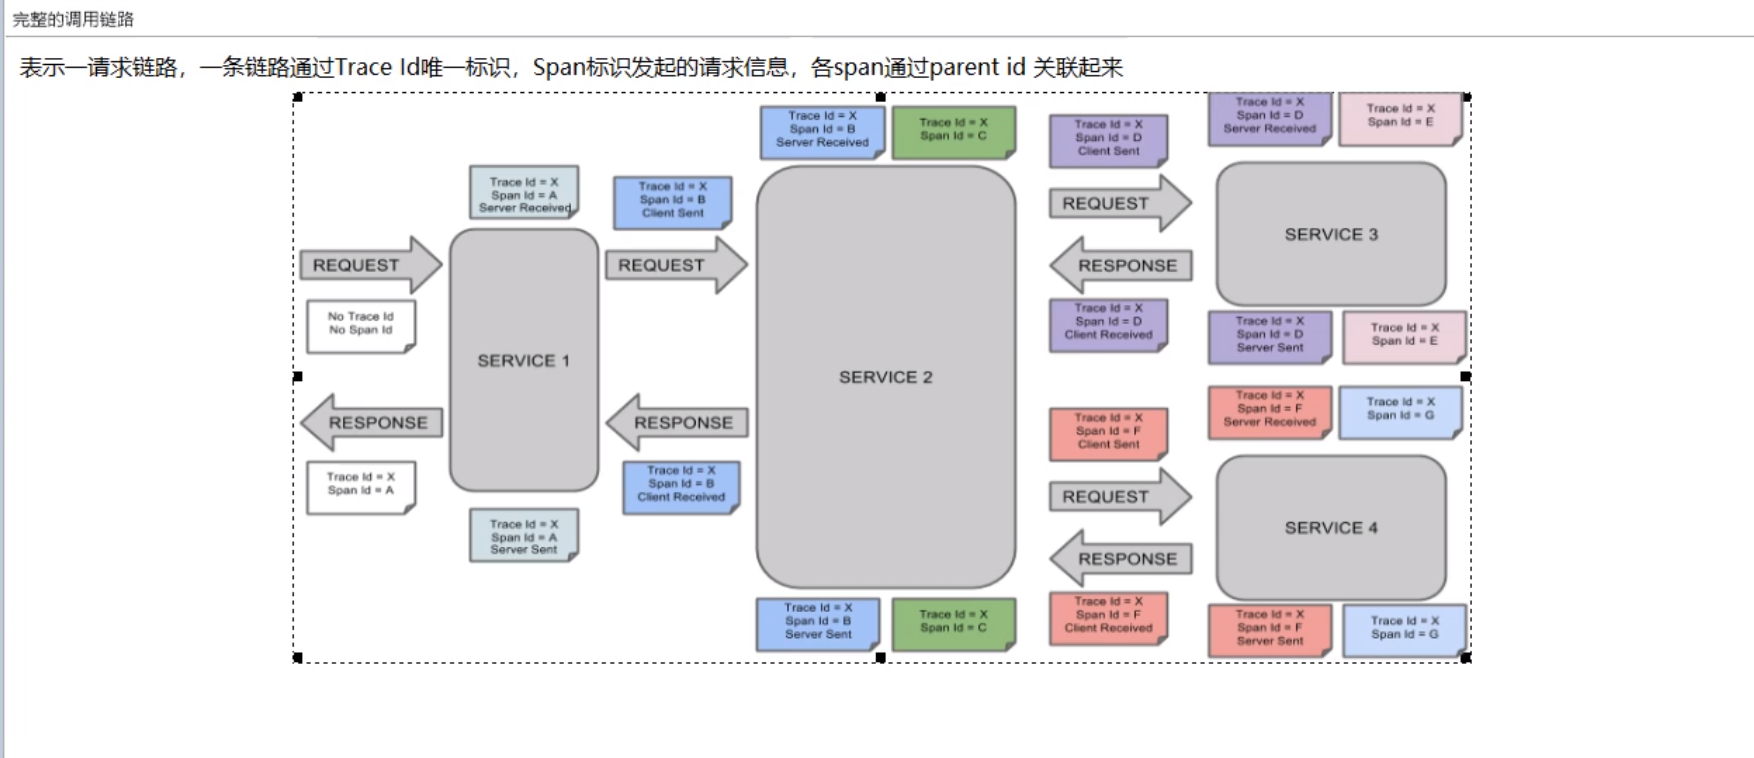 完整的调用链路
表示一请求链路，一条链路通过Trace Id唯一标识，Span标识发起的请求信息，各span通过parent id 关联起来
REQUEST
No Trace Id
No Span Id
RESPONSE
Trace Id = X
Span Id = A
Trace Id = X
Span Id = A
Server Received
SERVICE 1
Trace Id = X
Span Id = A
Server Sent
Trace Id = X
Span Id = B
Client Sent
REQUEST
RESPONSE
Trace Id = X
Span Id = B
Client Received
Trace Id = X
Span Id = B
Server Received
Trace Id = X
Span Id = C
SERVICE 2
Trace Id = X
Span Id = B
Server Sent
Trace Id = X
Span Id = C
Trace Id = X
Span Id = D
Client Sent
REQUEST
RESPONSE
Trace Id = X
Span Id = D
Client Received
Trace Id = X
Span Id = D
Server Received
Trace Id = X
Span Id = E
SERVICE 3
Trace Id = X
Span Id = D
Server Sent
Trace Id = X
Span Id = E
Trace Id = X
Span Id = F
Client Sent
REQUEST
RESPONSE
Trace Id = X
Span Id = F
Client Received
Trace Id = X
Span Id = F
Server Received
Trace Id = X
Span Id = G
SERVICE 4
Trace Id = X
Span Id = F
Server Sent
Trace Id = X
Span Id = G